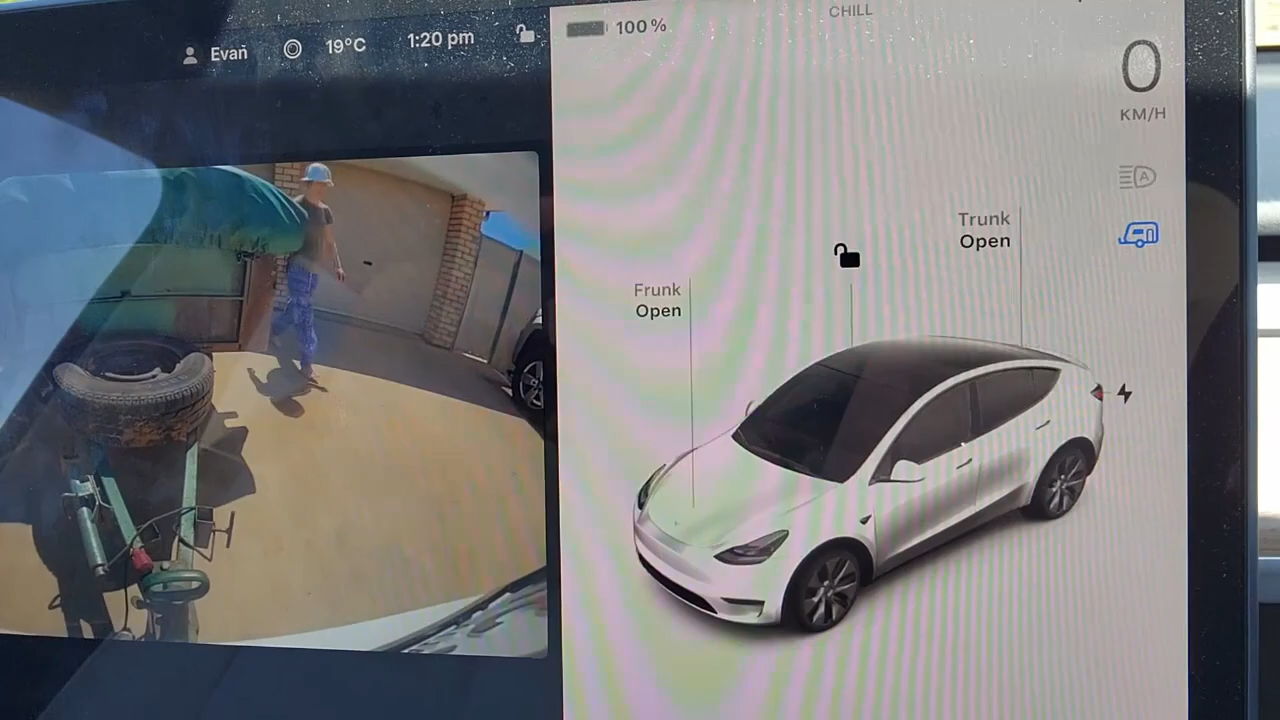 Evan
19°C
1:20 pm
100 %
CHILL
0
KM/H
A
Trunk
Open
Frunk
Open